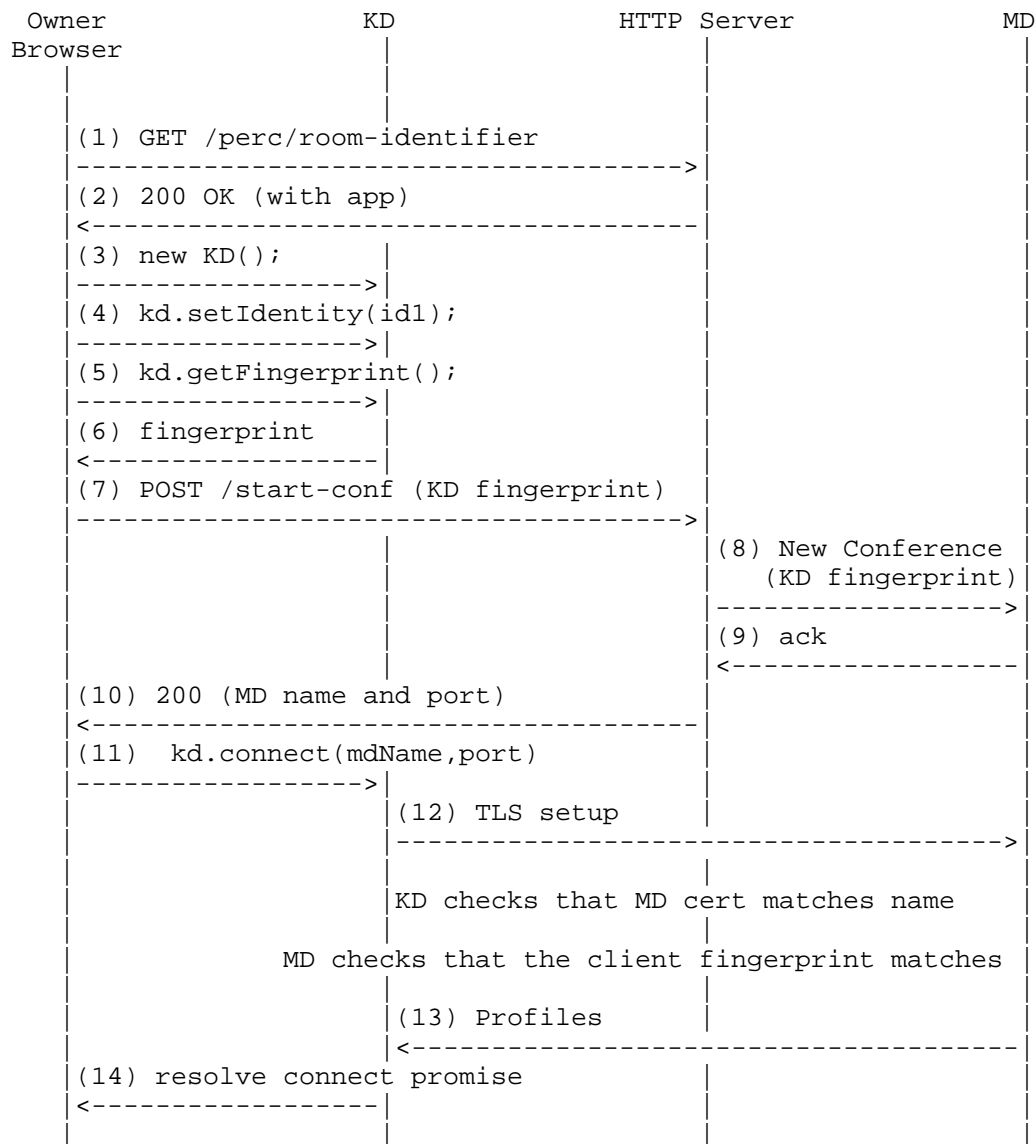 Owner KD HTTP Server MD
Browser
(1) GET /perc/room-identifier
(2) 200 OK (with app)
(3) new KD();
(4) kd.setIdentity(id1);
(5) kd.getFingerprint();
(6) fingerprint
(7) POST /start-conf (KD fingerprint)
(8) New Conference
(KD fingerprint)
(9) ack
(10) 200 (MD name and port)
(11) kd.connect(mdName,port)
(12) TLS setup
KD checks that MD cert matches name
MD checks that the client fingerprint matches
(13) Profiles
(14) resolve connect promise